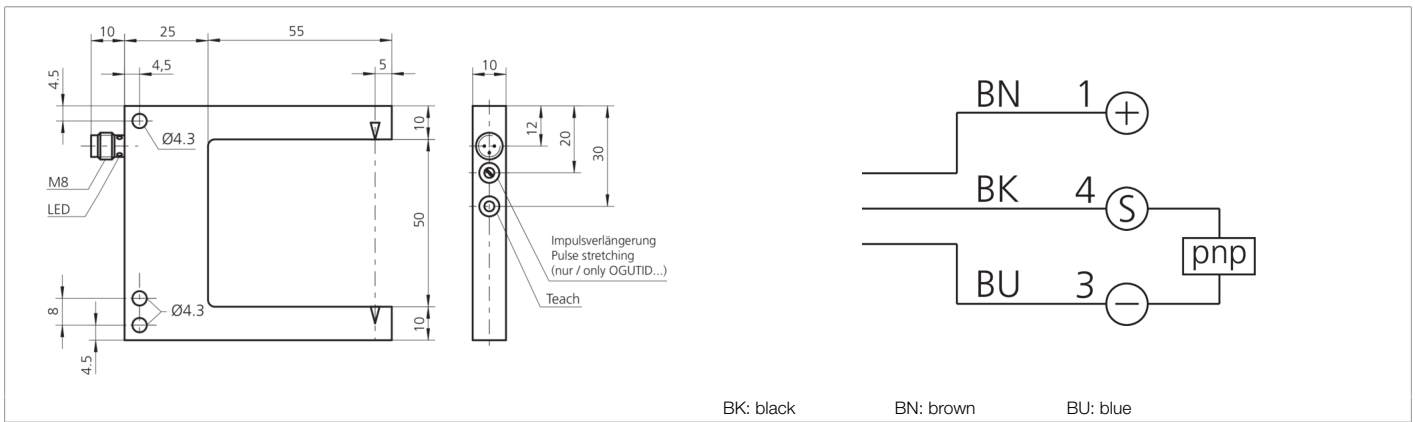 10
25
55
4,5
5
10
4.5
Ø4.3
10
12
20
30
M8
LED
50
Impulsverlängerung
Pulse stretching
(nur / only OGUTID...)
Teach
8
Ø4.3
10
4.5
BN 1
BK 4 S
pnp
BU 3
BK: black BN: brown BU: blue